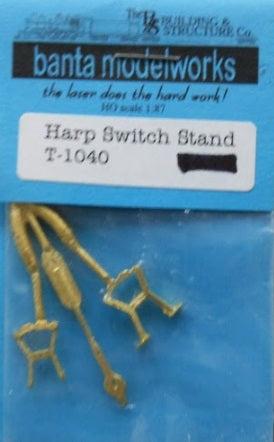 The B&S BUILDING &
STRUCTURE Co.
banta modelworks
the laser does the hard work!
HO scale 1:87
Harp Switch Stand
T-1040